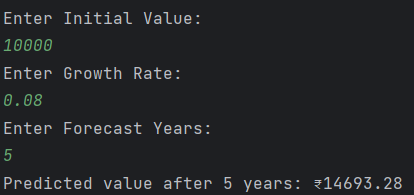 Enter Initial Value:
10000
Enter Growth Rate:
0.08
Enter Forecast Years:
5
Predicted value after 5 years: ₹14693.28